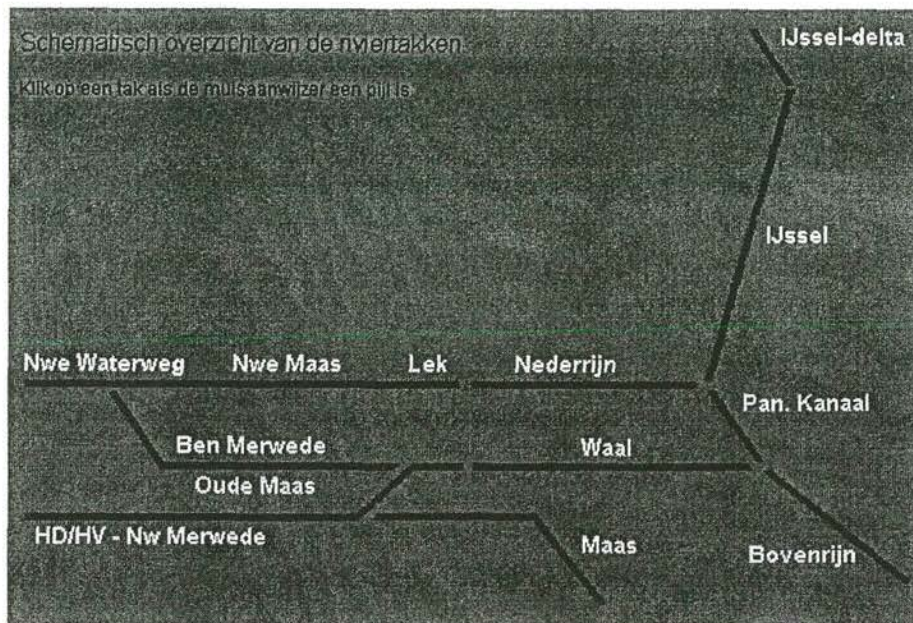 Schematisch overzicht van de riviertakken
IJssel-delta
Klik op een tak als de muisaanwijzer een pijl is
IJssel
Nwe Waterweg
Nwe Maas
Lek
Nederrijn
Pan. Kanaal
Ben Merwede
Waal
Oude Maas
HD/HV - Nw Merwede
Maas
Bovenrijn